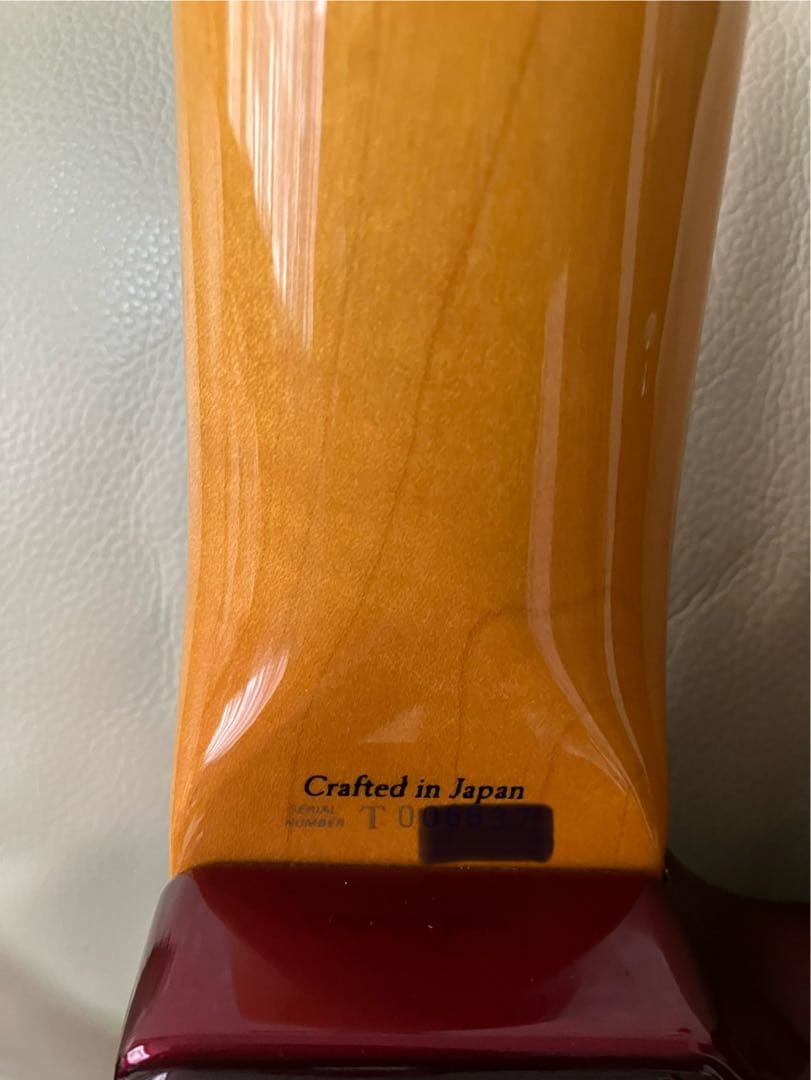 Crafted in Japan
SERIAL
NUMBER T 0